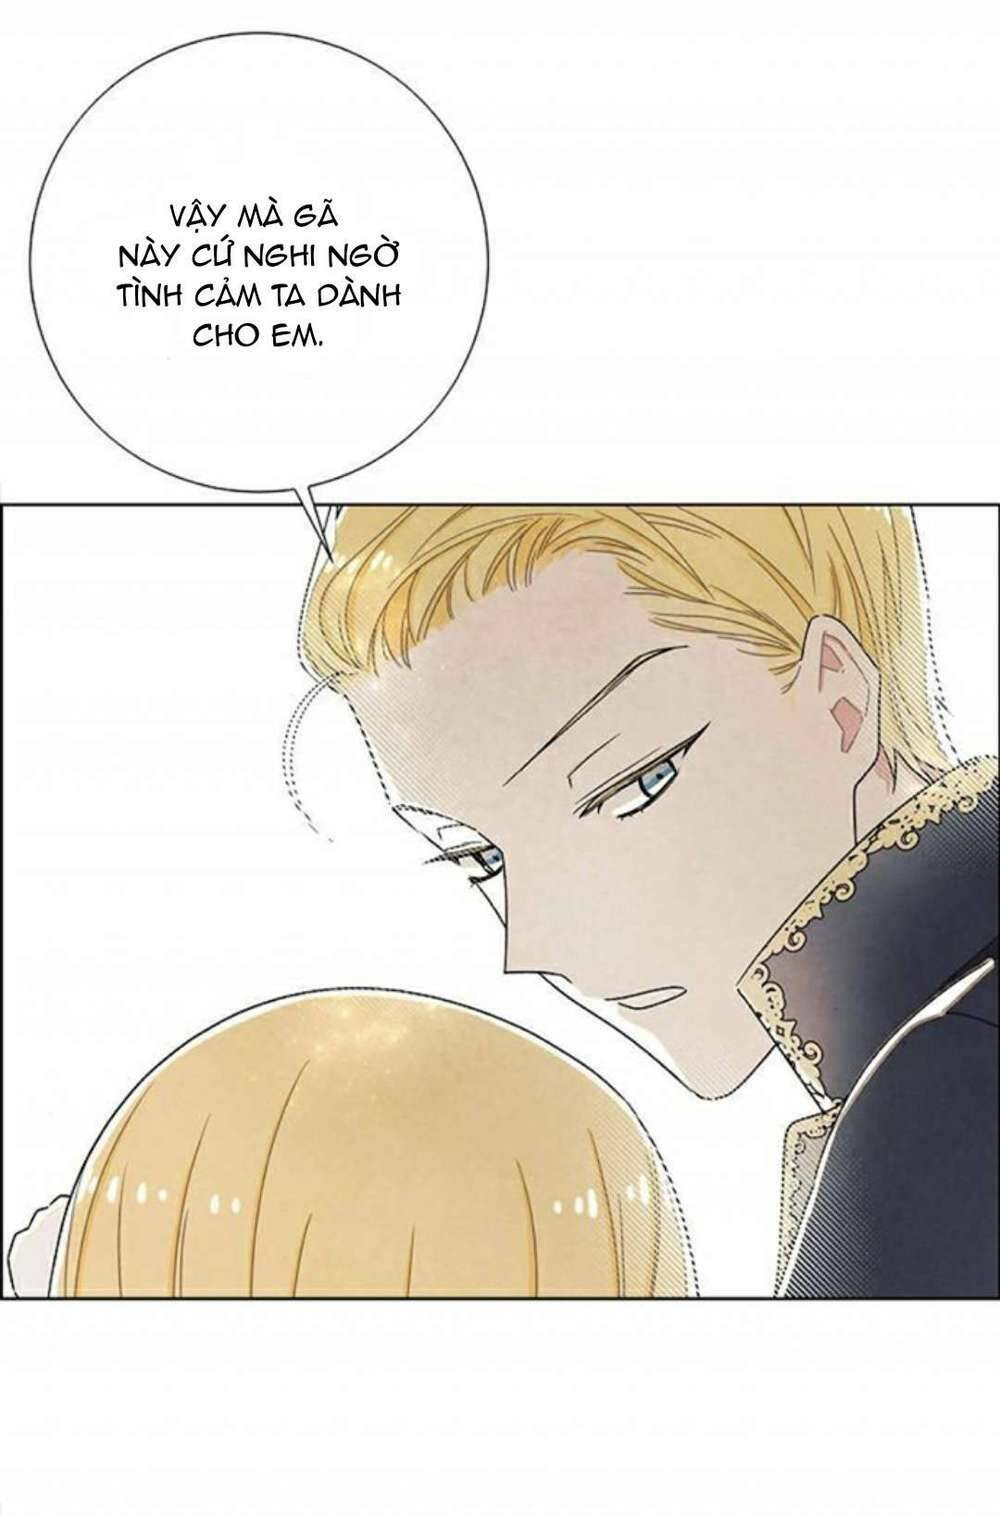 VẬY MÀ GÃ
NÀY CỨ NGHI NGỜ
TÌNH CẢM TA DÀNH
CHO EM.